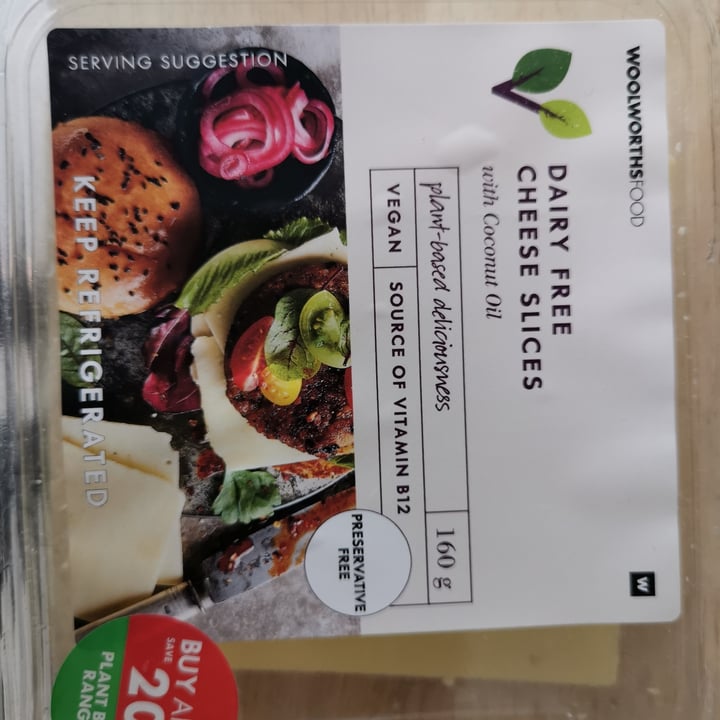 WOOLWORTHSFOOD
DAIRY FREE
CHEESE SLICES
with Coconut Oil
plant-based deliciousness
160 g
VEGAN
SOURCE OF VITAMIN B12
PRESERVATIVE
FREE
W
SERVING SUGGESTION
KEEP REFRIGERATED
BUY
SAVE
20
PLANT